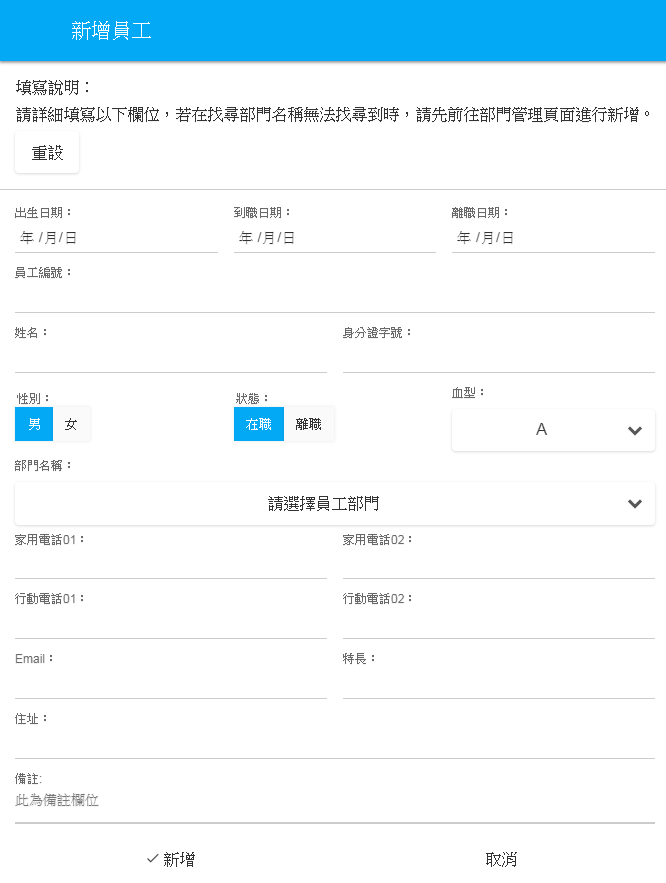 新增員工
填寫說明：
請詳細填寫以下欄位，若在找尋部門名稱無法找尋到時，請先前往部門管理頁面進行新增。
重設
出生日期： 到職日期： 離職日期：
年 /月/日 年 /月/日 年 /月/日
員工編號：
姓名： 身分證字號：
性別： 狀態： 血型：
男 女 在職 離職 A
部門名稱：
請選擇員工部門
家用電話01： 家用電話02：
行動電話01： 行動電話02：
Email： 特長：
住址：
備註:
此為備註欄位
新增 取消